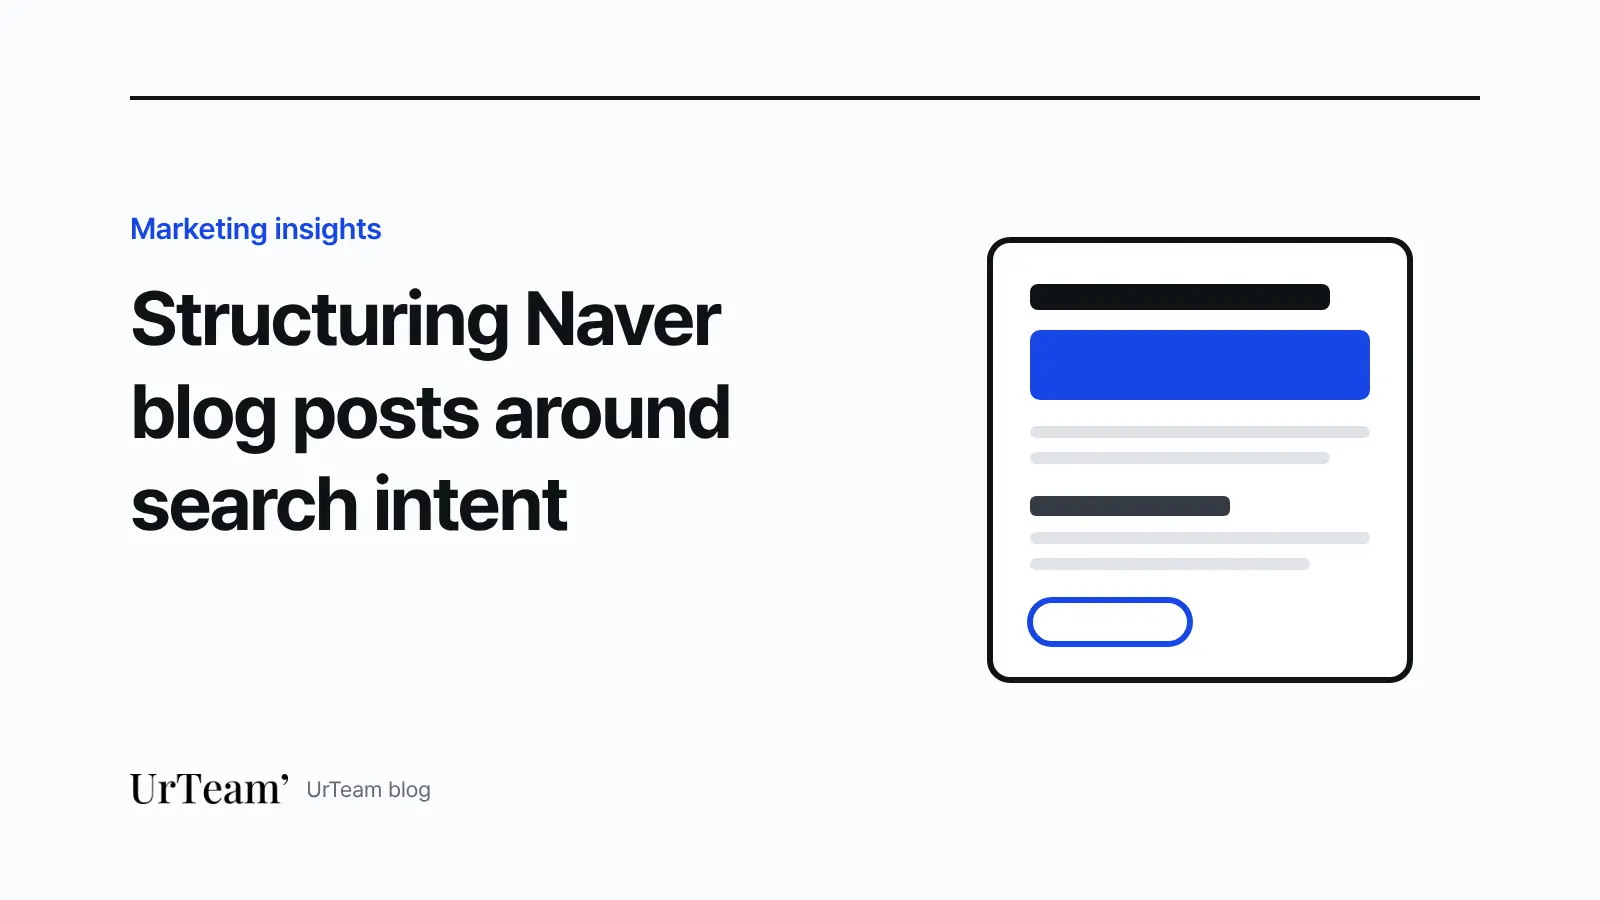 Marketing insights
Structuring Naver
blog posts around
search intent
UrTeam’ UrTeam blog